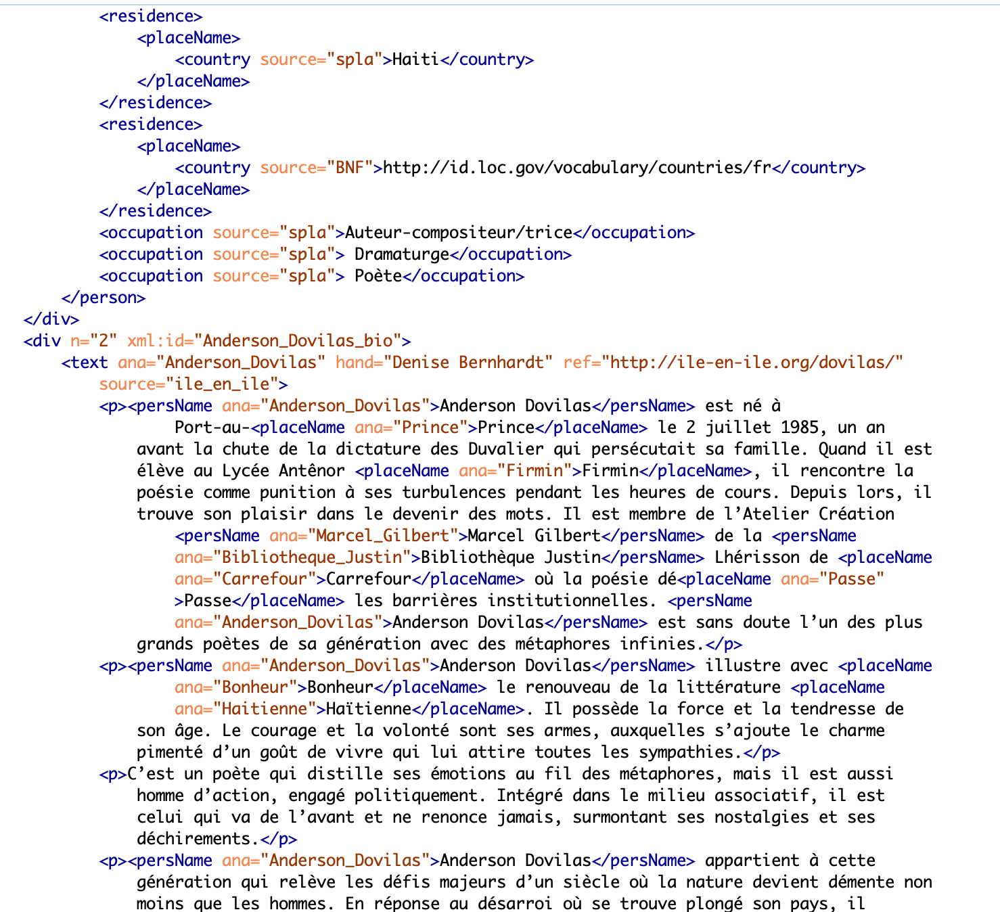 <residence>
<placeName>
<country source="spla">Haiti</country>
</placeName>
</residence>
<residence>
<placeName>
<country source="BNF">http://id.loc.gov/vocabulary/countries/fr</country>
</placeName>
</residence>
<occupation source="spla">Auteur-compositeur/trice</occupation>
<occupation source="spla"> Dramaturge</occupation>
<occupation source="spla"> Poète</occupation>
</person>
</div>
<div n="2" xml:id="Anderson_Dovilas_bio">
<text ana="Anderson_Dovilas" hand="Denise Bernhardt" ref="http://ile-en-ile.org/dovilas/"
source="ile_en_ile">
<p><persName ana="Anderson_Dovilas">Anderson Dovilas</persName> est né à
Port-au-<placeName ana="Prince">Prince</placeName> le 2 juillet 1985, un an
avant la chute de la dictature des Duvalier qui persécutait sa famille. Quand il est
élève au Lycée Antênor <placeName ana="Firmin">Firmin</placeName>, il rencontre la
poésie comme punition à ses turbulences pendant les heures de cours. Depuis lors, il
trouve son plaisir dans le devenir des mots. Il est membre de l’Atelier Création
<persName ana="Marcel_Gilbert">Marcel Gilbert</persName> de la <persName
ana="Bibliotheque_Justin">Bibliothèque Justin</persName> Lhérisson de <placeName
ana="Carrefour">Carrefour</placeName> où la poésie dé<placeName ana="Passe"
>Passe</placeName> les barrières institutionnelles. <persName
ana="Anderson_Dovilas">Anderson Dovilas</persName> est sans doute l’un des plus
grands poètes de sa génération avec des métaphores infinies.</p>
<p><persName ana="Anderson_Dovilas">Anderson Dovilas</persName> illustre avec <placeName
ana="Bonheur">Bonheur</placeName> le renouveau de la littérature <placeName
ana="Haitienne">Haïtienne</placeName>. Il possède la force et la tendresse de
son âge. Le courage et la volonté sont ses armes, auxquelles s’ajoute le charme
pimenté d’un goût de vivre qui lui attire toutes les sympathies.</p>
<p>C’est un poète qui distille ses émotions au fil des métaphores, mais il est aussi
homme d’action, engagé politiquement. Intégré dans le milieu associatif, il est
celui qui va de l’avant et ne renonce jamais, surmontant ses nostalgies et ses
déchirements.</p>
<p><persName ana="Anderson_Dovilas">Anderson Dovilas</persName> appartient à cette
génération qui relève les défis majeurs d’un siècle où la nature devient démente non
moins que les hommes. En réponse au désarroi où se trouve plongé son pays, il